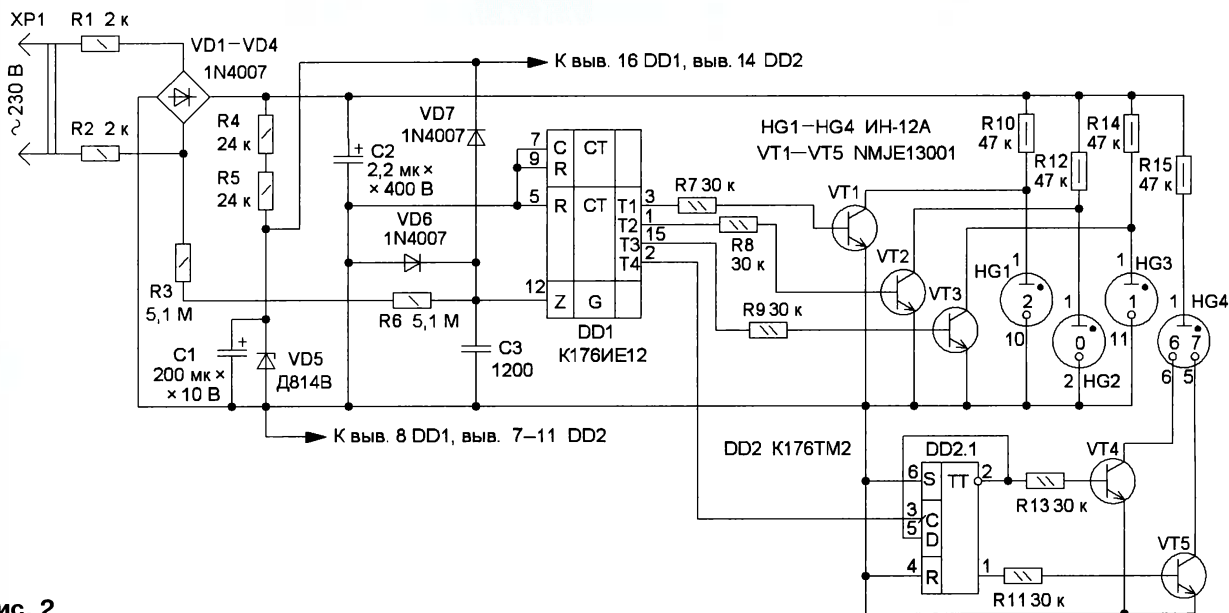 XP1
R1 2 к
VD1–VD4
1N4007
К выв. 16 DD1, выв. 14 DD2
~230 В
R2 2 к
R4
24 к
R5
24 к
R3
5,1 М
C1
200 мк ×
× 10 В
VD5
Д814В
+
+
C2
2,2 мк ×
× 400 В
VD7
1N4007
VD6
1N4007
R6 5,1 М
C3
1200
7
9
5
12
C
R
R
Z
CT
CT
G
T1
T2
T3
T4
3
1
15
2
DD1
К176ИЕ12
R7 30 к
R8
30 к
R9 30 к
HG1–HG4 ИН-12А
VT1–VT5 NMJE13001
VT1
VT2
VT3
R10
47 к
R12
47 к
R14
47 к
R15
47 к
HG1
1
2
10
1
0
2
HG2
HG3
1
1
11
HG4
1
6
7
6
5
К выв. 8 DD1, выв. 7–11 DD2
DD2 К176ТМ2
DD2.1
6
3
5
4
S
C
D
R
TT
2
1
R13 30 к
R11 30 к
VT4
VT5
ис. 2